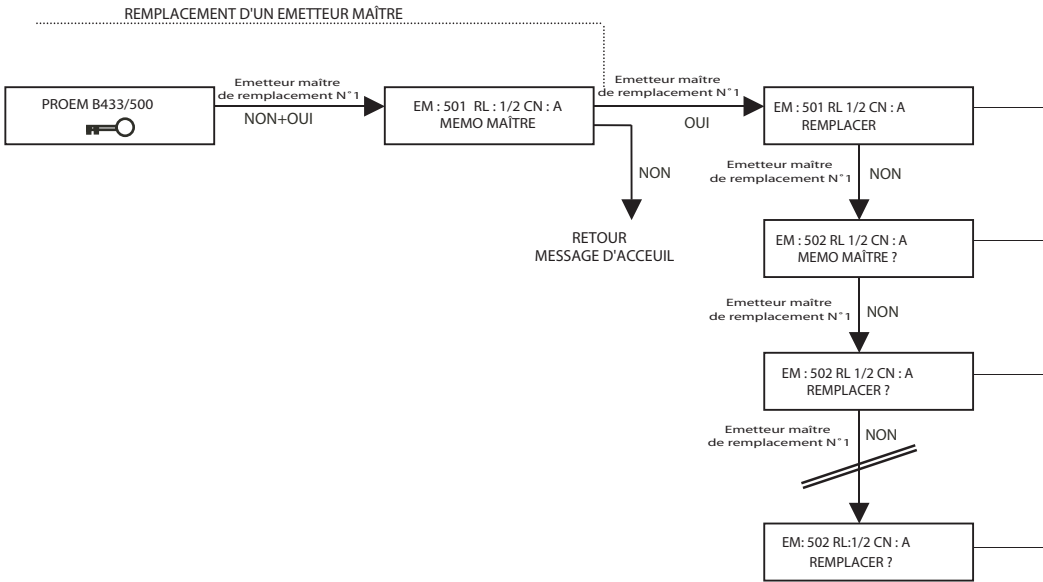 REMPLACEMENT D'UN EMETTEUR MAÎTRE
PROEM B433/500
Emetteur maître
de remplacement N°1
NON+OUI
EM : 501 RL : 1/2 CN : A
MEMO MAÎTRE
Emetteur maître
de remplacement N°1
OUI
EM : 501 RL 1/2 CN : A
REMPLACER
NON
RETOUR
MESSAGE D'ACCEUIL
Emetteur maître
de remplacement N°1
NON
EM : 502 RL 1/2 CN : A
MEMO MAÎTRE ?
Emetteur maître
de remplacement N°1
NON
EM : 502 RL 1/2 CN : A
REMPLACER ?
Emetteur maître
de remplacement N°1
NON
EM: 502 RL:1/2 CN : A
REMPLACER ?